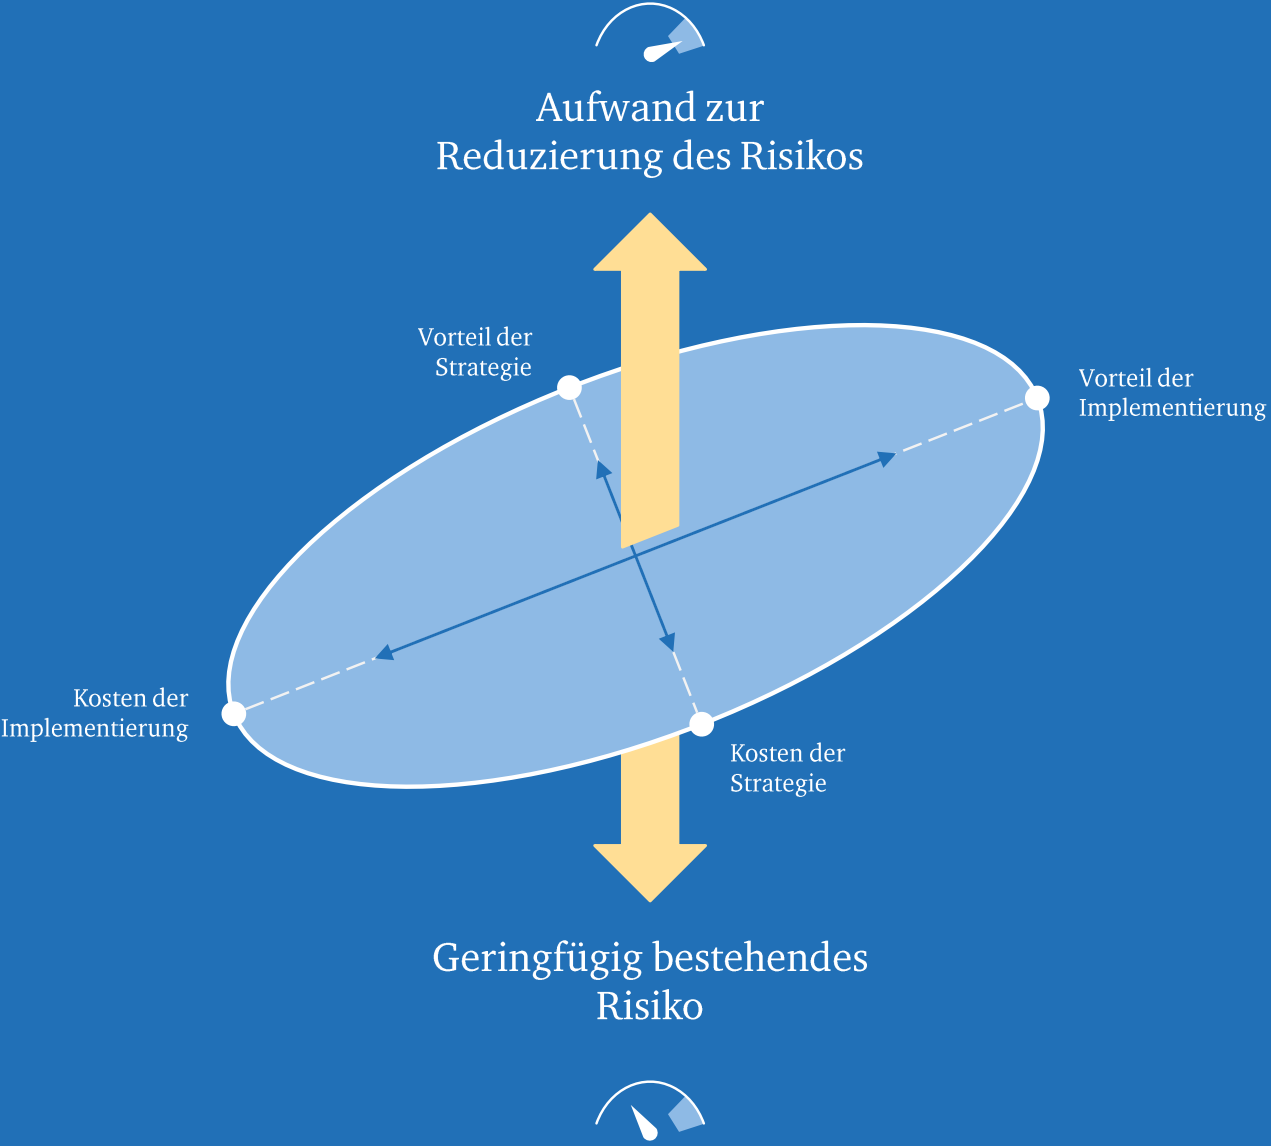 Aufwand zur
Reduzierung des Risikos
Vorteil der
Strategie
Vorteil der
Implementierung
Kosten der
Implementierung
Kosten der
Strategie
Geringfügig bestehendes
Risiko